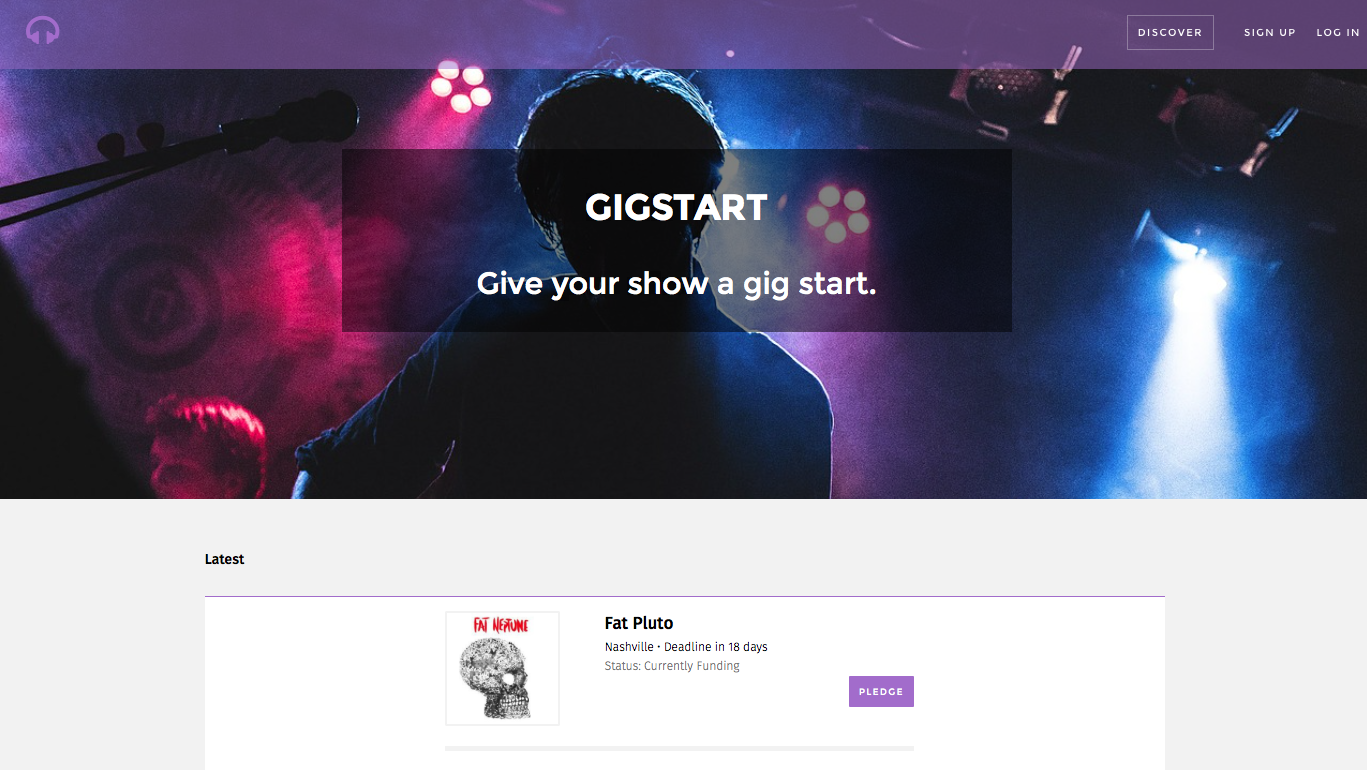 DISCOVER
SIGN UP
LOG IN
GIGSTART
Give your show a gig start.
Latest
FAT NEPTUNE
Fat Pluto
Nashville • Deadline in 18 days
Status: Currently Funding
PLEDGE